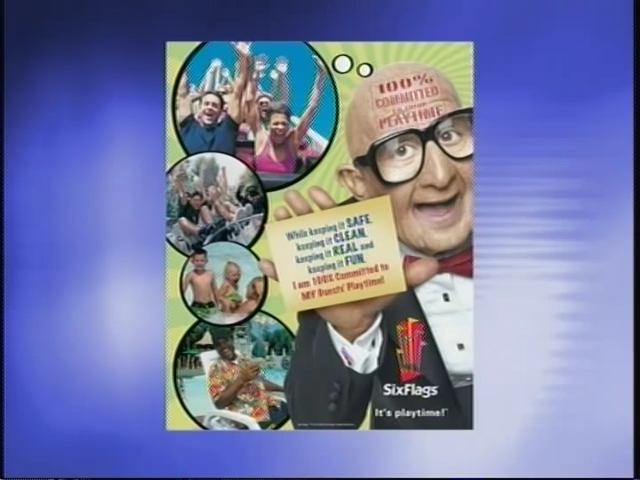 100%
COMMITTED
PLAYTIME
While keeping it SAFE,
keeping it CLEAN,
keeping it REAL and
keeping it FUN,
I am 100% Committed to
MY Guests' Playtime!
SixFlags
It's playtime!